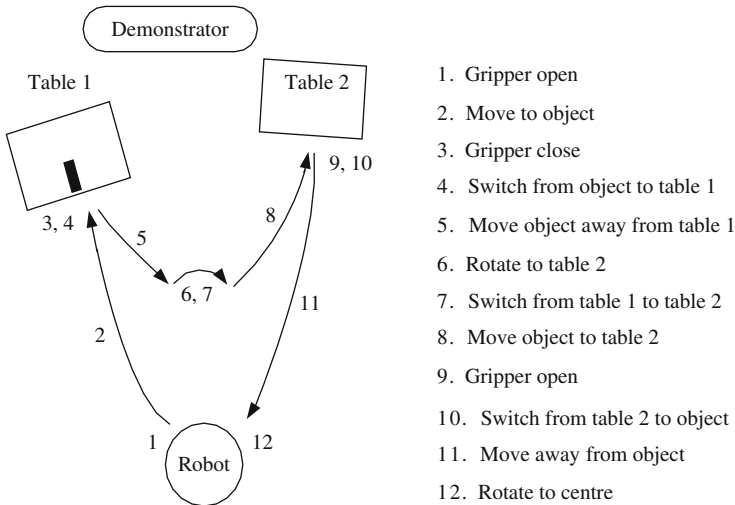 Demonstrator
Table 1
Table 2
3, 4
9, 10
5
8
6, 7
11
2
1
12
Robot
1. Gripper open
2. Move to object
3. Gripper close
4. Switch from object to table 1
5. Move object away from table 1
6. Rotate to table 2
7. Switch from table 1 to table 2
8. Move object to table 2
9. Gripper open
10. Switch from table 2 to object
11. Move away from object
12. Rotate to centre